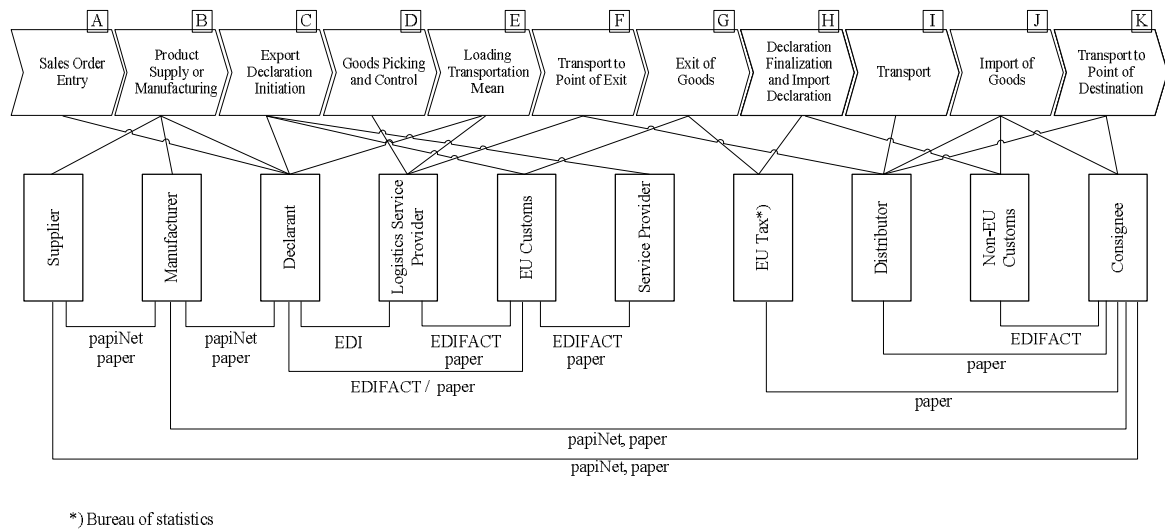 A B C D E F G H I J K
Sales Order
Entry
Product
Supply or
Manufacturing
Export
Declaration
Initiation
Goods Picking
and Control
Loading
Transportation
Mean
Transport to
Point of Exit
Exit of
Goods
Declaration
Finalization
and Import
Declaration
Transport
Import of
Goods
Transport to
Point of
Destination
Supplier
Manufacturer
Declarant
Logistics Service
Provider
EU Customs
Service Provider
EU Tax*)
Distributor
Non-EU
Customs
Consignee
papiNet
paper
papiNet
paper
EDI
EDIFACT
paper
EDIFACT
paper
EDIFACT
paper
EDIFACT / paper
paper
papiNet, paper
papiNet, paper
*) Bureau of statistics